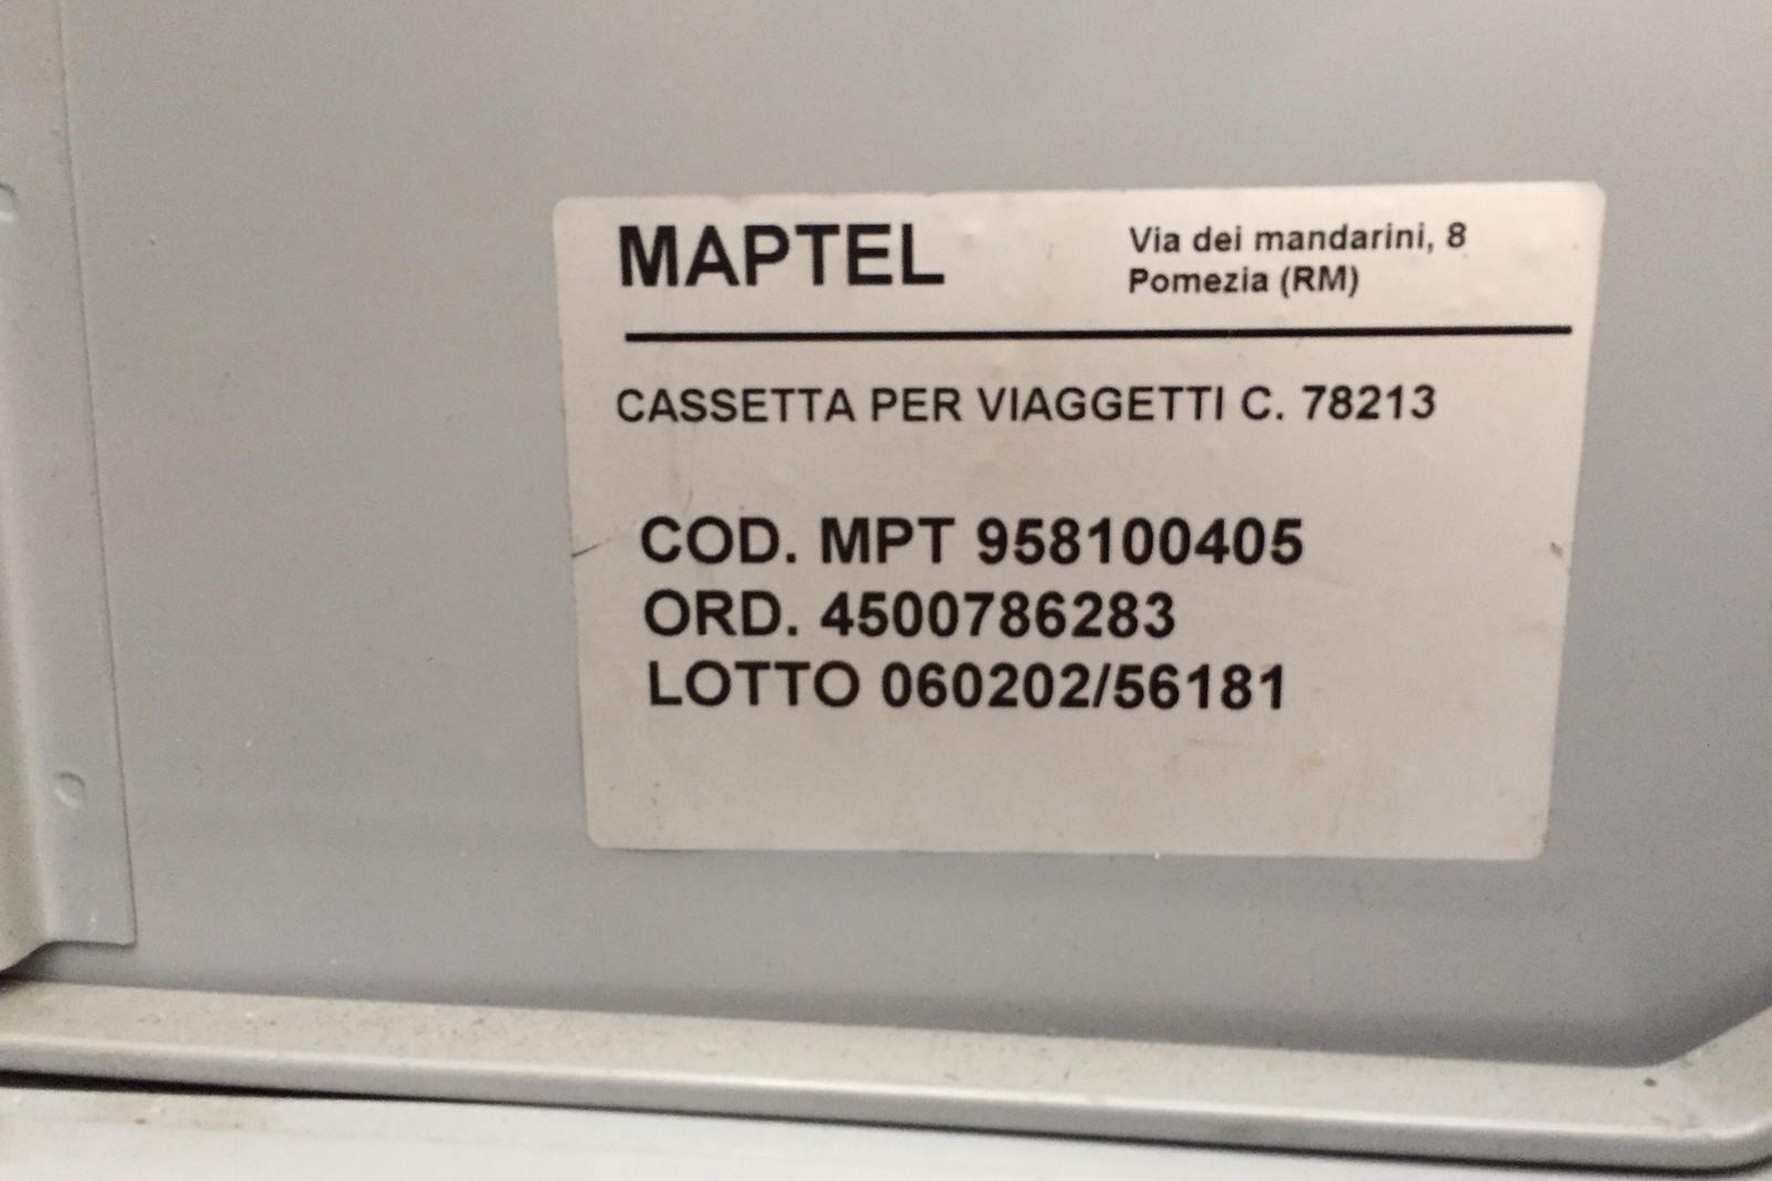 MAPTEL
Via dei mandarini, 8
Pomezia (RM)
CASSETTA PER VIAGGETTI C. 78213
COD. MPT 958100405
ORD. 4500786283
LOTTO 060202/56181